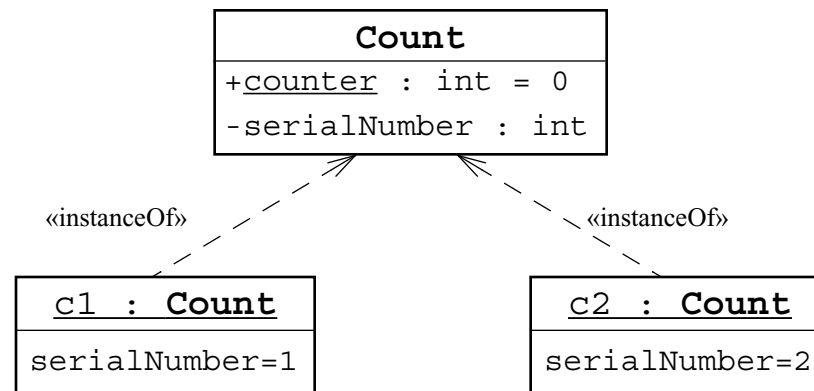 Count
+counter : int = 0
-serialNumber : int
«instanceOf» «instanceOf»
c1 : Count
serialNumber=1
c2 : Count
serialNumber=2